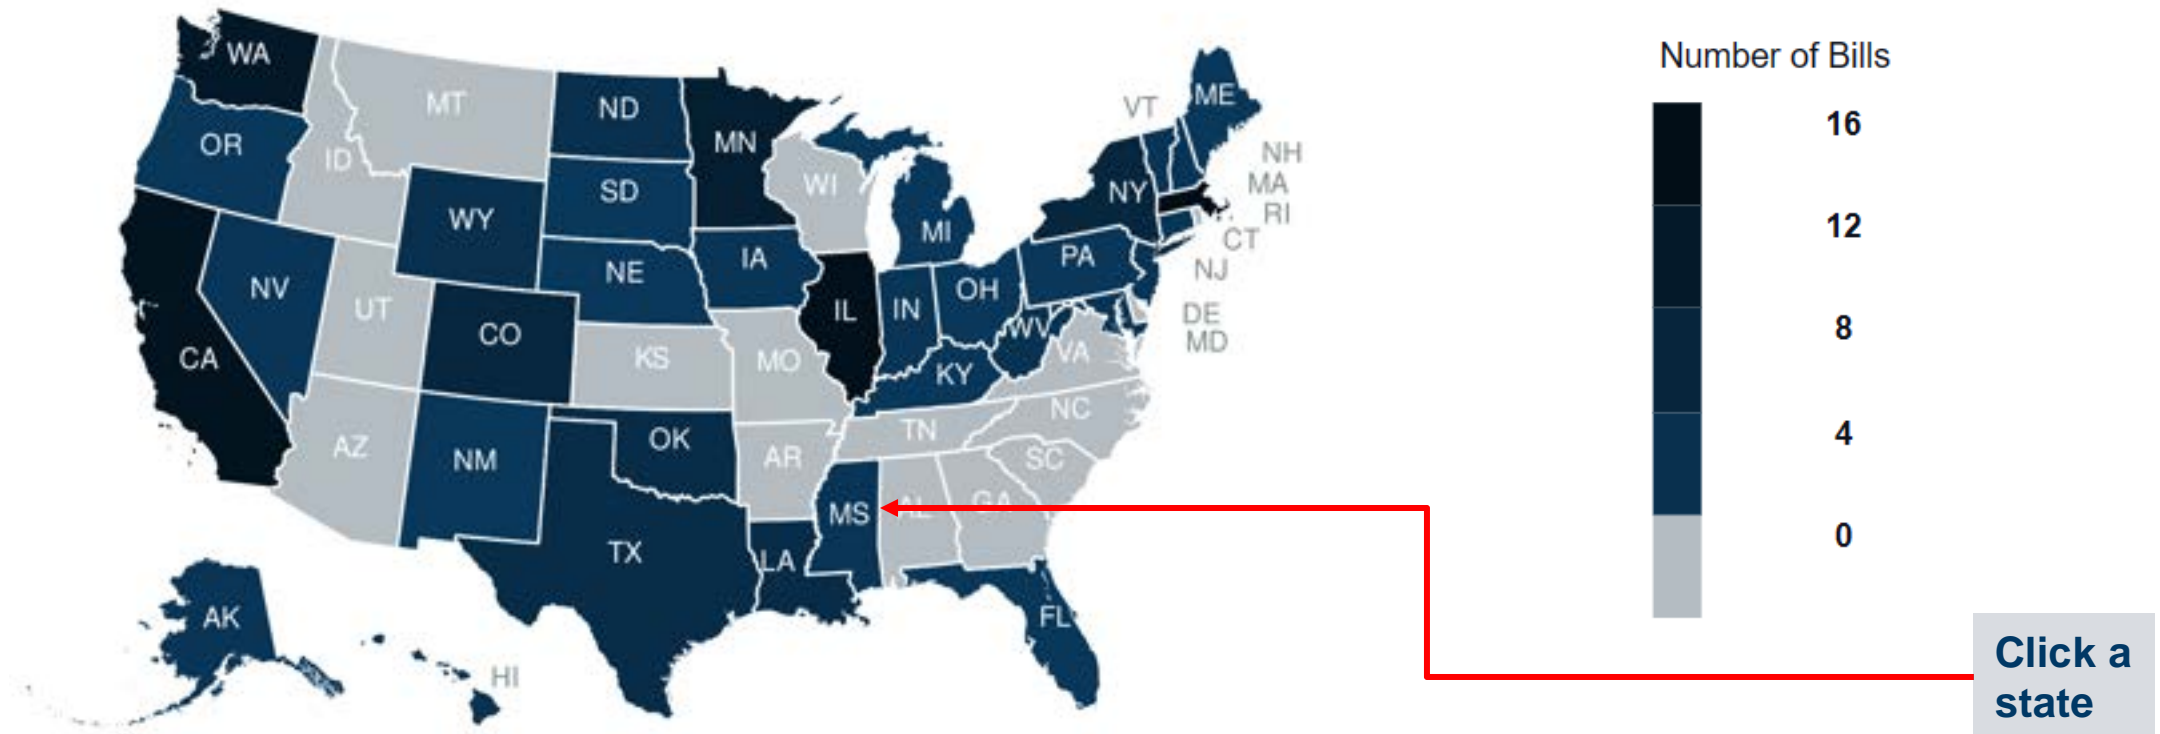 Number of Bills
16
12
8
4
0
WA
MT
ND
MN
VT
ME
OR
ID
SD
WI
NH
MA
NY
RI
WY
MI
CT
NV
IA
PA
NJ
UT
NE
IL
IN
OH
DE
MD
CA
CO
KS
MO
WV
VA
KY
AZ
NM
OK
AR
TN
NC
SC
TX
MS
AL
GA
LA
AK
FL
HI
Click a
state